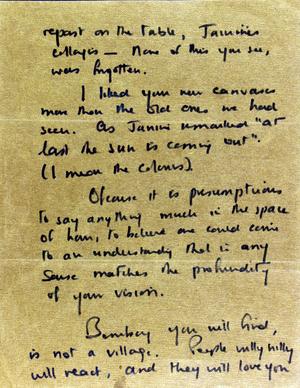 repast on the table, Jamini's
collages — None of this you see,
was forgotten.
I liked your new canvases
more than the old ones we had
seen. As Jamini remarked "at
last the sun is coming out".
(I mean the colours).
Ofcourse it is presumptuous
to say anything much in the space
of hour, to believe one could come
to an understanding that in any
sense matches the profundity
of your vision.
Bombay you will find,
is not a village. People willy nilly
will react, and they will love you